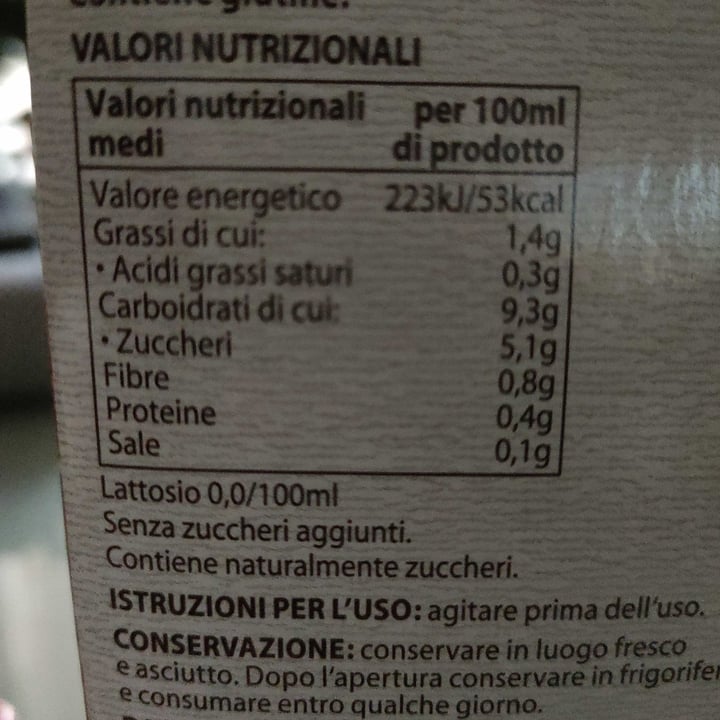 VALORI NUTRIZIONALI
Valori nutrizionali per 100ml
medi di prodotto
Valore energetico 223kJ/53kcal
Grassi di cui: 1,4g
• Acidi grassi saturi 0,3g
Carboidrati di cui: 9,3g
• Zuccheri 5,1g
Fibre 0,8g
Proteine 0,4g
Sale 0,1g
Lattosio 0,0/100ml
Senza zuccheri aggiunti.
Contiene naturalmente zuccheri.
ISTRUZIONI PER L'USO: agitare prima dell'uso.
CONSERVAZIONE: conservare in luogo fresco
e asciutto. Dopo l'apertura conservare in
e consumare entro qualche giorno.